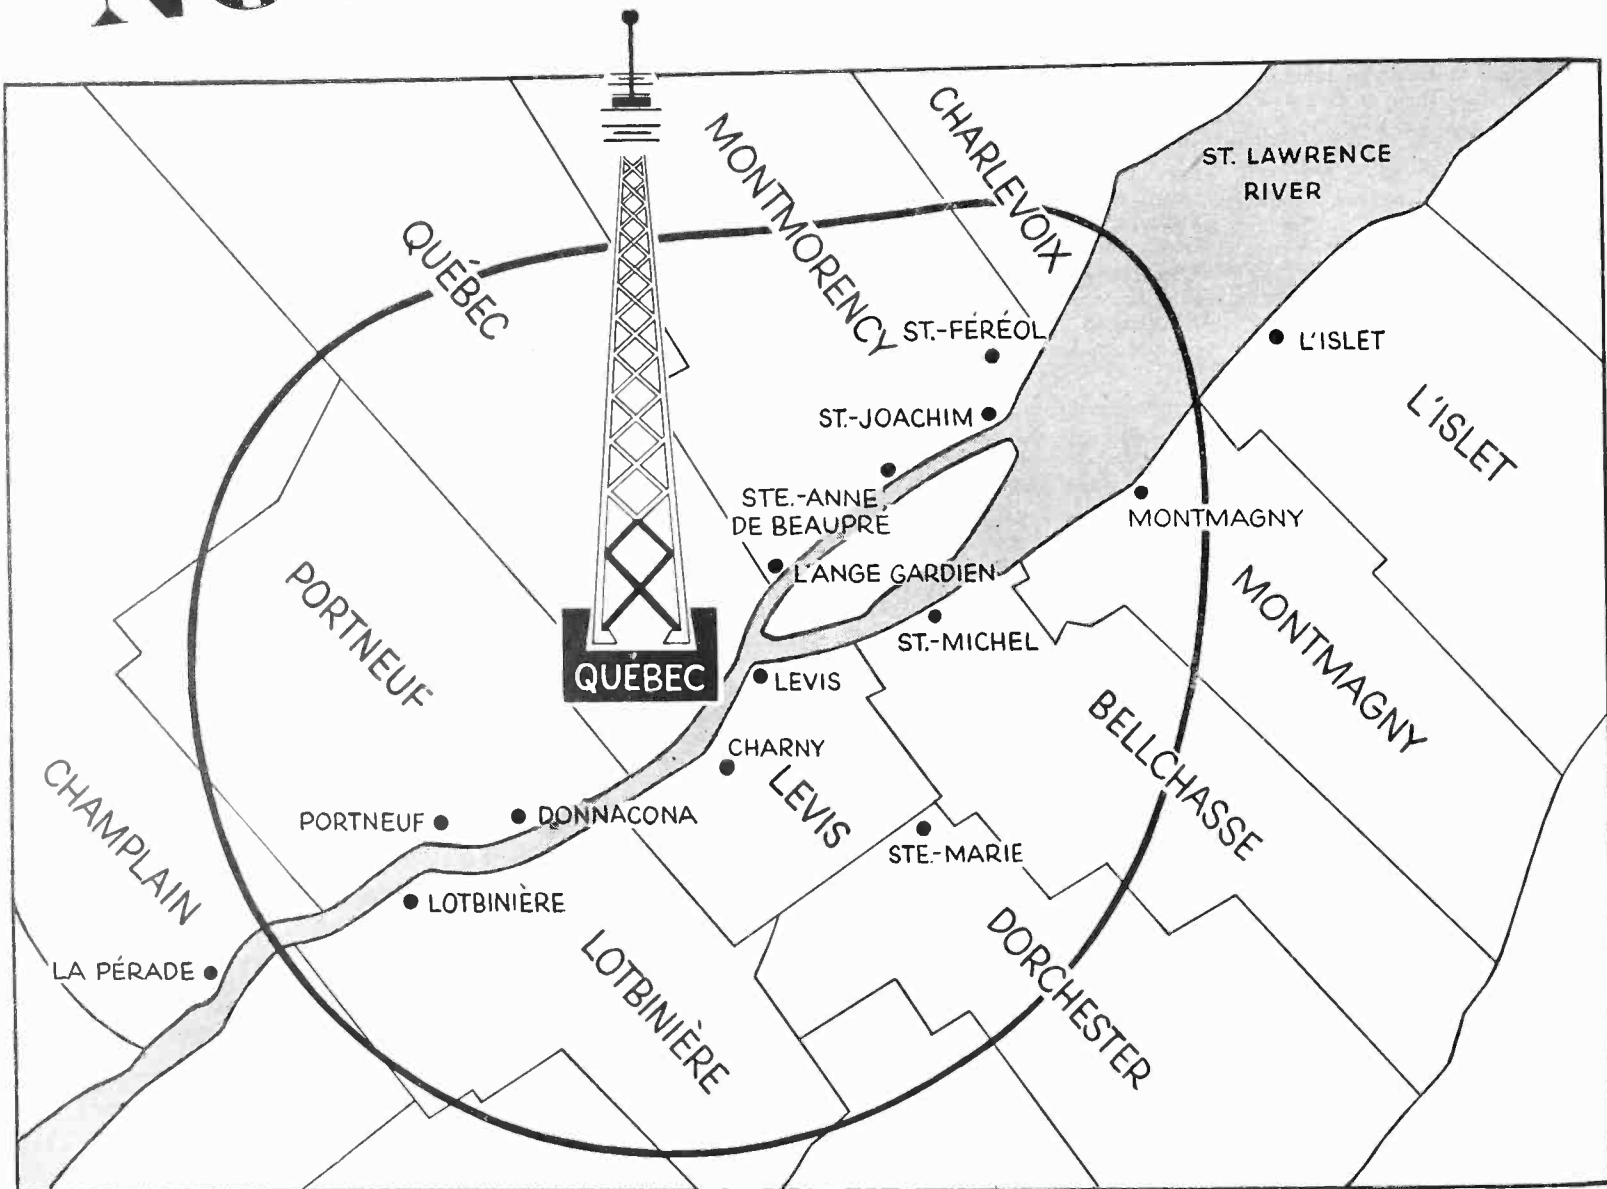 MONTMORENCY
CHARLEVOIX
ST. LAWRENCE
RIVER
QUÉBEC
ST.-FÉRÉOL
L'ISLET
L'ISLET
ST.-JOACHIM
STE.-ANNE
DE BEAUPRÉ
MONTMAGNY
L'ANGE GARDIEN
MONTMAGNY
PORTNEUF
ST.-MICHEL
QUÉBEC
LEVIS
BELLCHASSE
CHARNY
LEVIS
CHAMPLAIN
PORTNEUF
DONNACONA
STE.-MARIE
LOTBINIÈRE
DORCHESTER
LOTBINIÈRE
LA PÉRADE